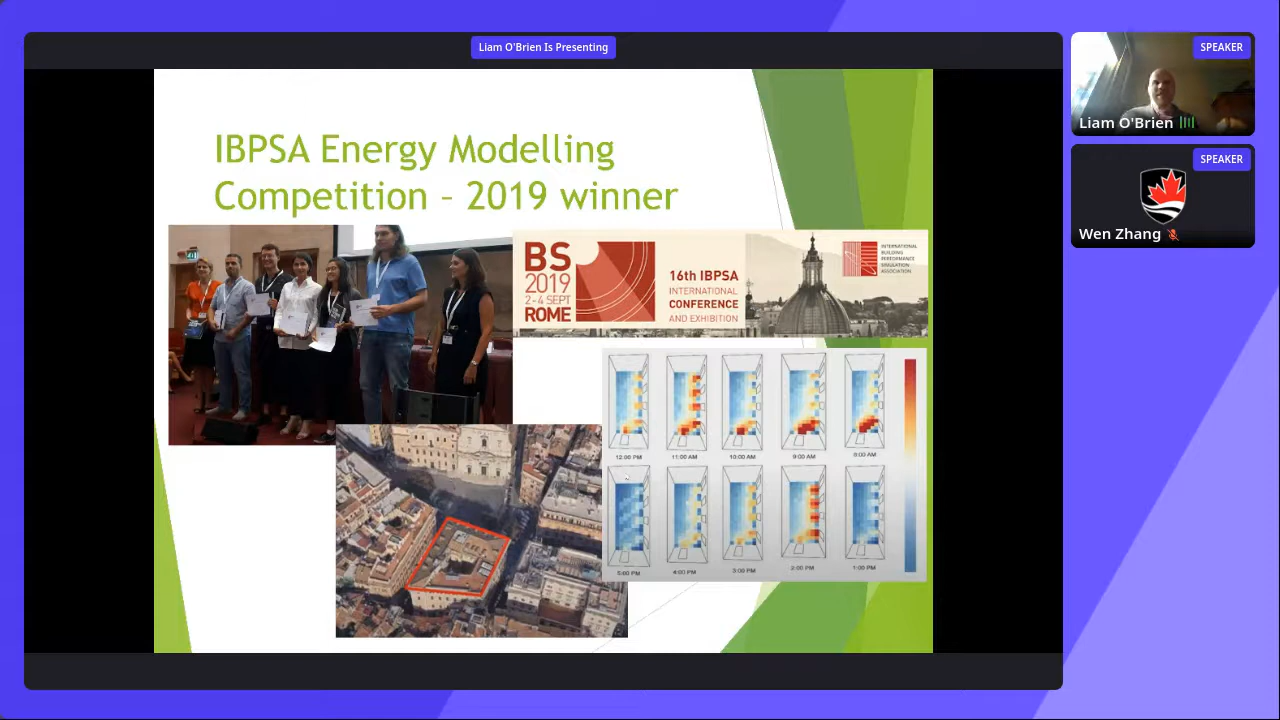 Liam O'Brien Is Presenting
IBPSA Energy Modelling
Competition – 2019 winner
BS
2019
2-4 SEPT
ROME
16th IBPSA
INTERNATIONAL
CONFERENCE
AND EXHIBITION
INTERNATIONAL
BUILDING
PERFORMANCE
SIMULATION
ASSOCIATION
12:00 PM
11:00 AM
10:00 AM
9:00 AM
8:00 AM
5:00 PM
4:00 PM
3:00 PM
2:00 PM
1:00 PM
SPEAKER
Liam O'Brien
SPEAKER
Wen Zhang